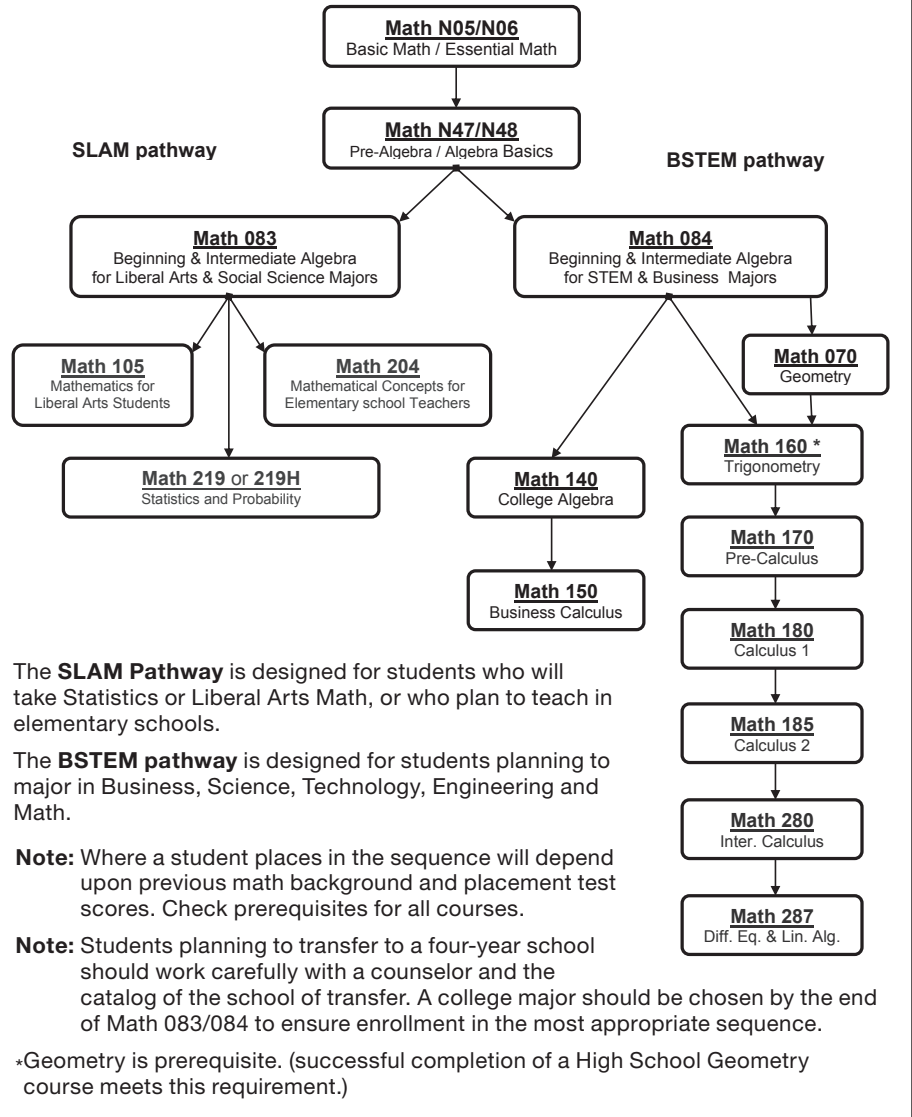 Math N05/N06
Basic Math / Essential Math
Math N47/N48
Pre-Algebra / Algebra Basics
SLAM pathway
BSTEM pathway
Math 083
Beginning & Intermediate Algebra
for Liberal Arts & Social Science Majors
Math 084
Beginning & Intermediate Algebra
for STEM & Business Majors
Math 105
Mathematics for
Liberal Arts Students
Math 204
Mathematical Concepts for
Elementary school Teachers
Math 070
Geometry
Math 219 or 219H
Statistics and Probability
Math 140
College Algebra
Math 160 *
Trigonometry
Math 150
Business Calculus
Math 170
Pre-Calculus
Math 180
Calculus 1
Math 185
Calculus 2
Math 280
Inter. Calculus
Math 287
Diff. Eq. & Lin. Alg.
The SLAM Pathway is designed for students who will
take Statistics or Liberal Arts Math, or who plan to teach in
elementary schools.
The BSTEM pathway is designed for students planning to
major in Business, Science, Technology, Engineering and
Math.
Note: Where a student places in the sequence will depend
upon previous math background and placement test
scores. Check prerequisites for all courses.
Note: Students planning to transfer to a four-year school
should work carefully with a counselor and the
catalog of the school of transfer. A college major should be chosen by the end
of Math 083/084 to ensure enrollment in the most appropriate sequence.
*Geometry is prerequisite. (successful completion of a High School Geometry
course meets this requirement.)